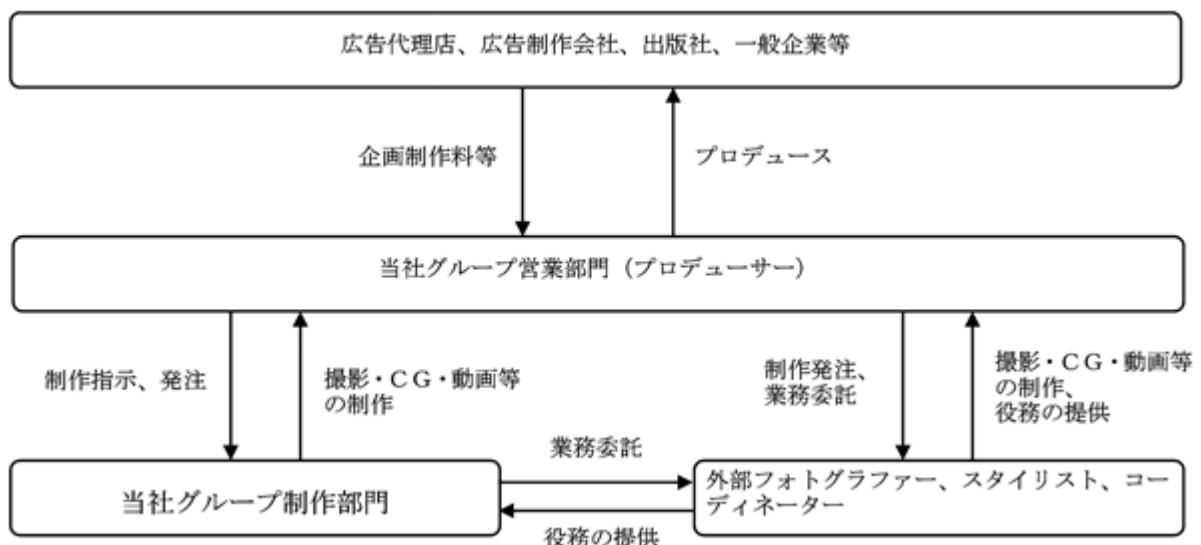 広告代理店、広告制作会社、出版社、一般企業等
企画制作料等
プロデュース
当社グループ営業部門（プロデューサー）
制作指示、発注
撮影・ＣＧ・動画等
の制作
制作発注、
業務委託
撮影・ＣＧ・動画等
の制作、
役務の提供
業務委託
当社グループ制作部門
外部フォトグラファー、スタイリスト、コー
ディネーター
役務の提供